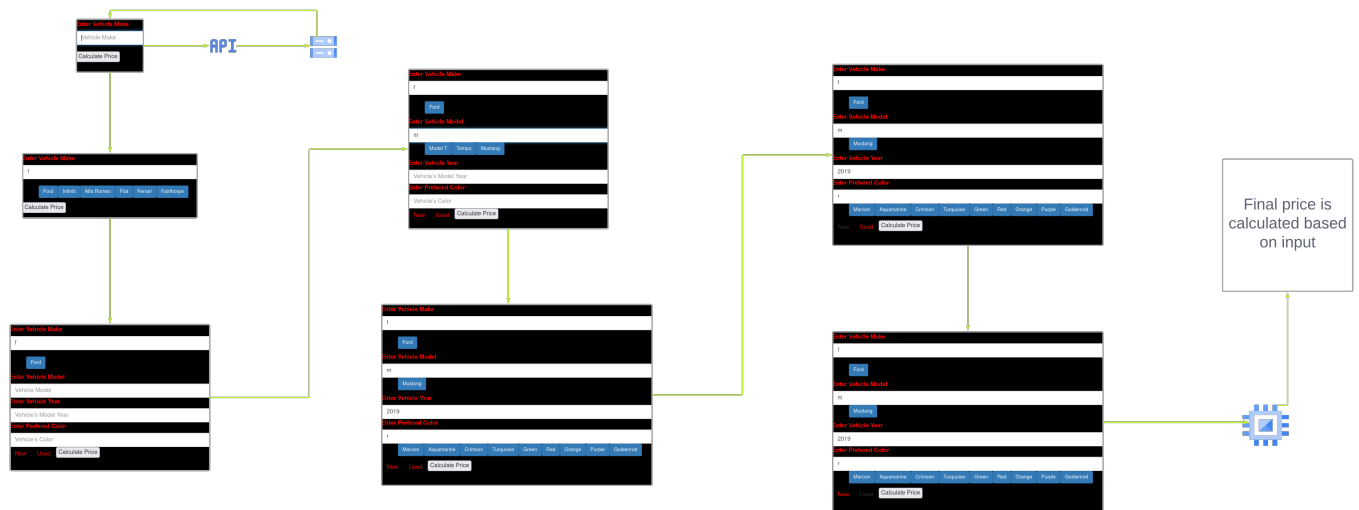 Enter Vehicle Make
Vehicle Make
Calculate Price
API
Enter Vehicle Make
f
Ford Infiniti Alfa Romeo Fiat Ferrari Fairthorpe
Calculate Price
Enter Vehicle Make
f
Ford
Enter Vehicle Model
Vehicle Model
Enter Vehicle Year
Vehicle's Model Year
Enter Prefered Color
Vehicle's Color
New Used Calculate Price
Enter Vehicle Make
f
Ford
Enter Vehicle Model
m
Model T Tempo Mustang
Enter Vehicle Year
Vehicle's Model Year
Enter Prefered Color
Vehicle's Color
New Used Calculate Price
Enter Vehicle Make
f
Ford
Enter Vehicle Model
m
Mustang
Enter Vehicle Year
2019
Enter Prefered Color
r
Maroon Aquamarine Crimson Turquoise Green Red Orange Purple Goldenrod
New Used Calculate Price
Enter Vehicle Make
f
Ford
Enter Vehicle Model
m
Mustang
Enter Vehicle Year
2019
Enter Prefered Color
r
Maroon Aquamarine Crimson Turquoise Green Red Orange Purple Goldenrod
New Used Calculate Price
Enter Vehicle Make
f
Ford
Enter Vehicle Model
m
Mustang
Enter Vehicle Year
2019
Enter Prefered Color
r
Maroon Aquamarine Crimson Turquoise Green Red Orange Purple Goldenrod
New Used Calculate Price
Final price is
calculated based
on input